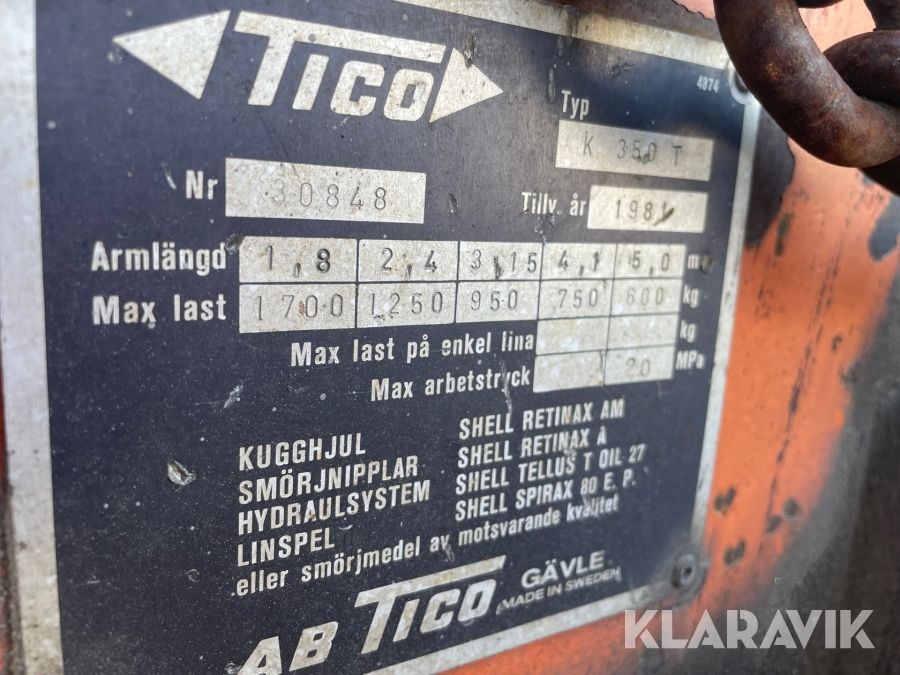 TICO
4874
Typ
K 350 T
Nr 30848
Tillv. år 1981
Armlängd 1,8 2,4 3,15 4,1 5,0 m
Max last 1700 1250 950 750 600 kg
Max last på enkel lina kg
Max arbetstryck 20 MPa
KUGGHJUL SHELL RETINAX AM
SMÖRJNIPPLAR SHELL RETINAX A
HYDRAULSYSTEM SHELL TELLUS T OIL 27
LINSPEL SHELL SPIRAX 80 E.P.
eller smörjmedel av motsvarande kvalitet
AB TICO GÄVLE
MADE IN SWEDEN
KLARAVIK